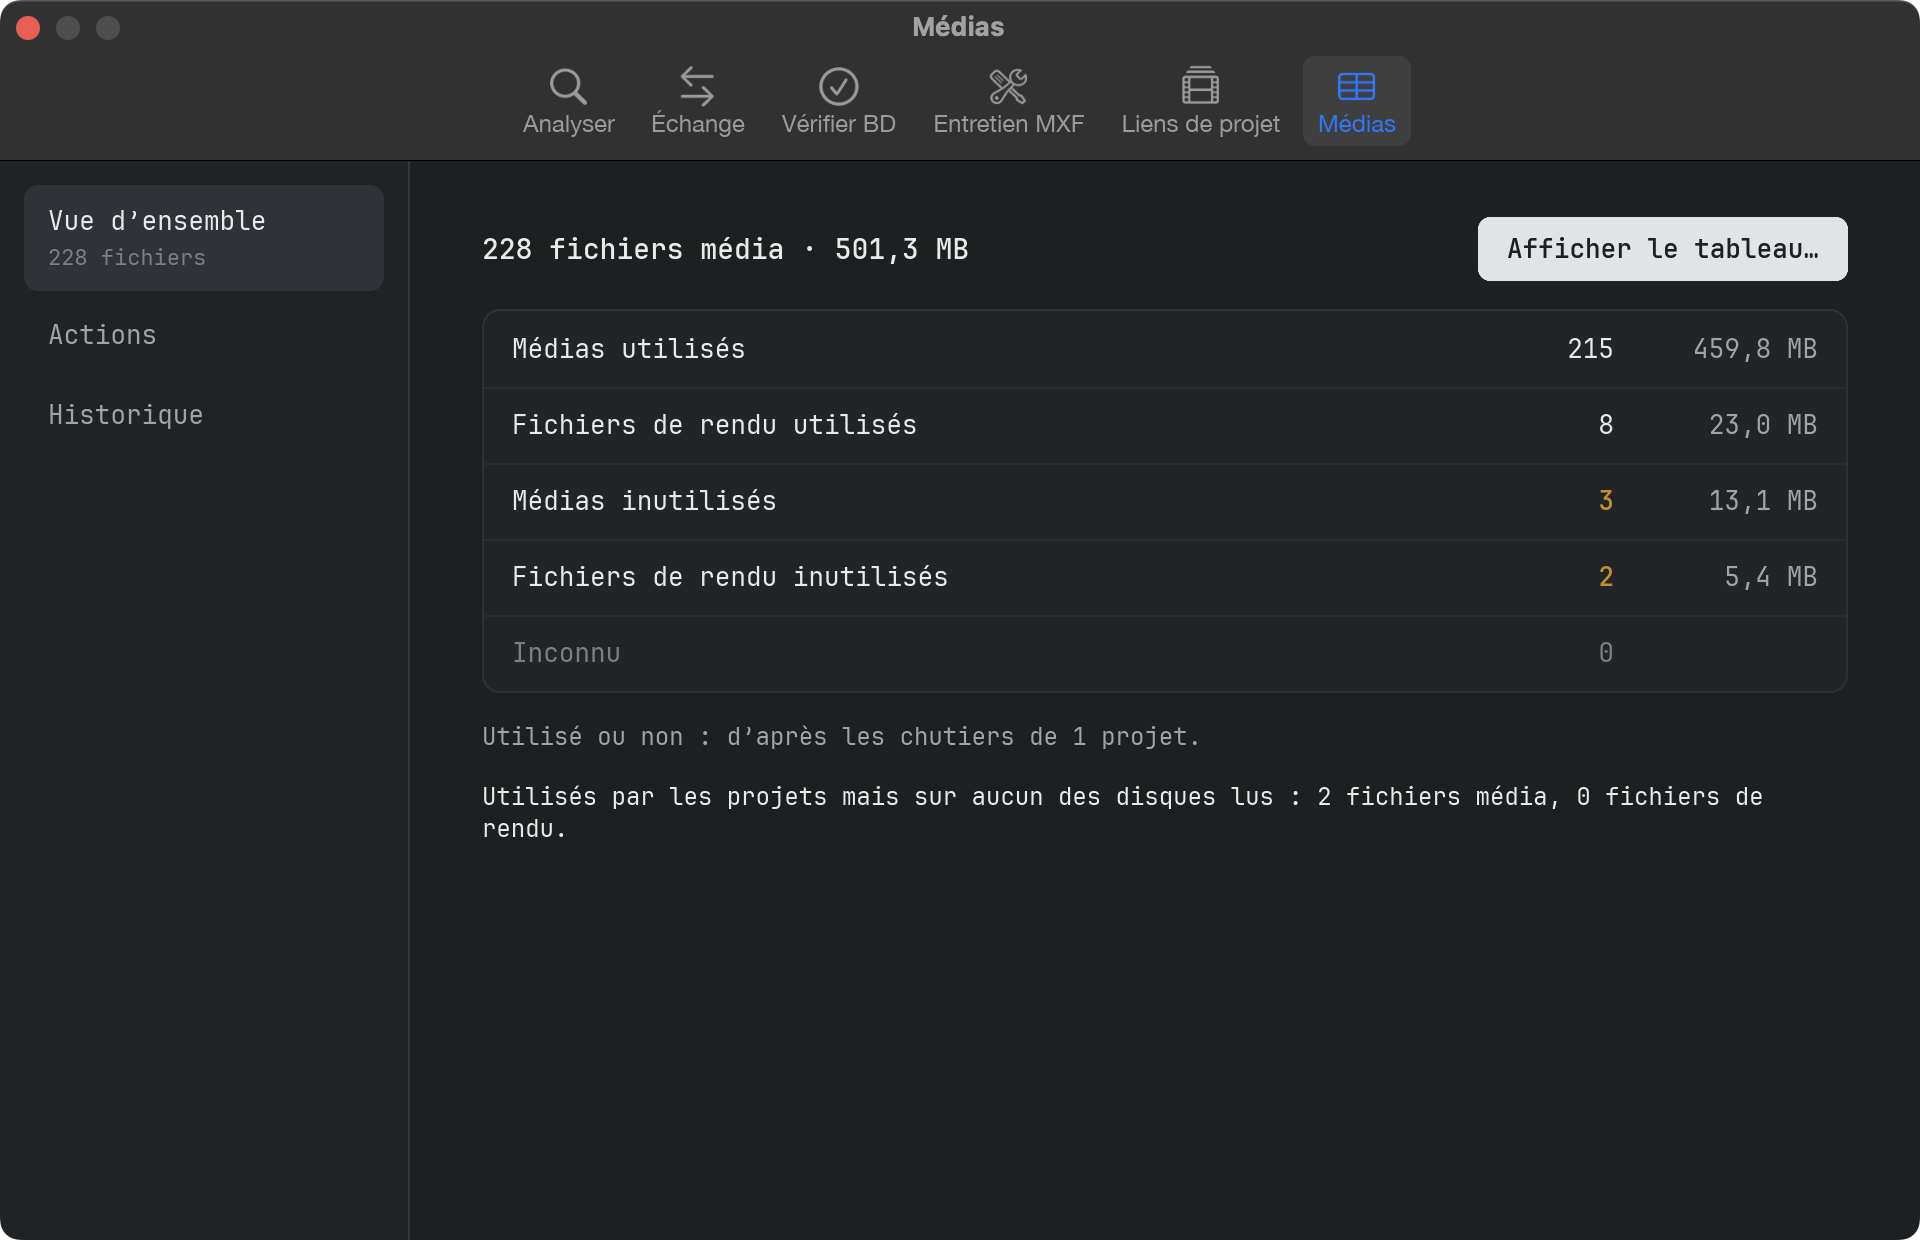 Médias
Analyser
Échange
Vérifier BD
Entretien MXF
Liens de projet
Médias
Vue d’ensemble
228 fichiers
Actions
Historique
228 fichiers média · 501,3 MB
Afficher le tableau…
Médias utilisés 215 459,8 MB
Fichiers de rendu utilisés 8 23,0 MB
Médias inutilisés 3 13,1 MB
Fichiers de rendu inutilisés 2 5,4 MB
Inconnu 0
Utilisé ou non : d’après les chutiers de 1 projet.
Utilisés par les projets mais sur aucun des disques lus : 2 fichiers média, 0 fichiers de
rendu.